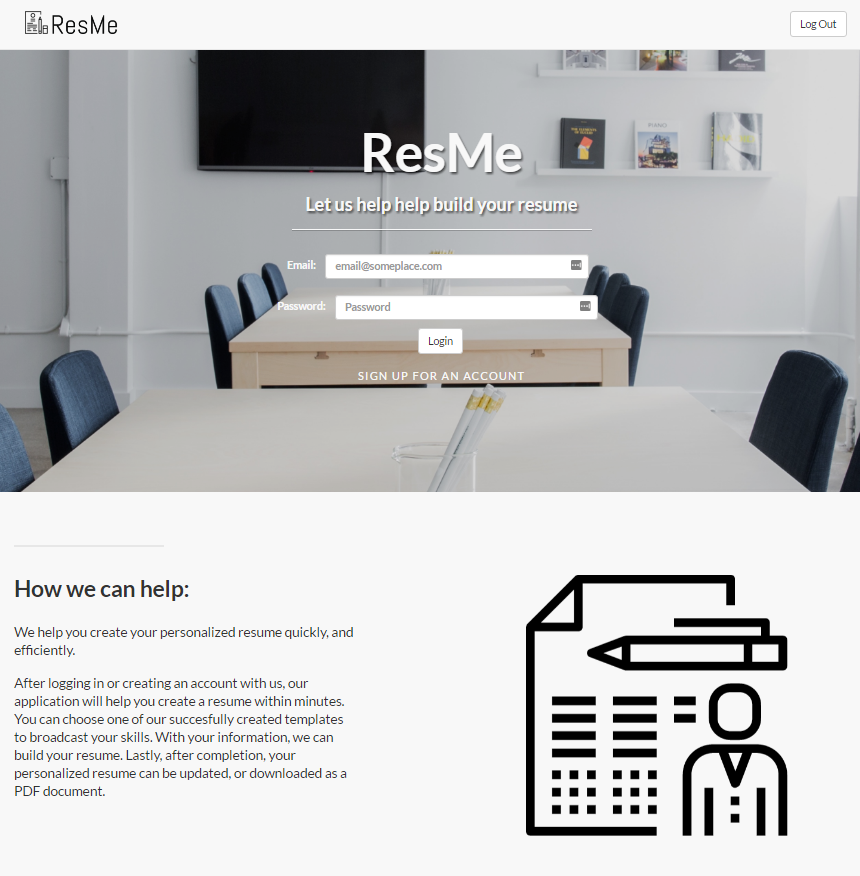 ResMe
Log Out
ResMe
Let us help help build your resume
Email: email@someplace.com
Password: Password
Login
SIGN UP FOR AN ACCOUNT
How we can help:
We help you create your personalized resume quickly, and
efficiently.
After logging in or creating an account with us, our
application will help you create a resume within minutes.
You can choose one of our succesfully created templates
to broadcast your skills. With your information, we can
build your resume. Lastly, after completion, your
personalized resume can be updated, or downloaded as a
PDF document.